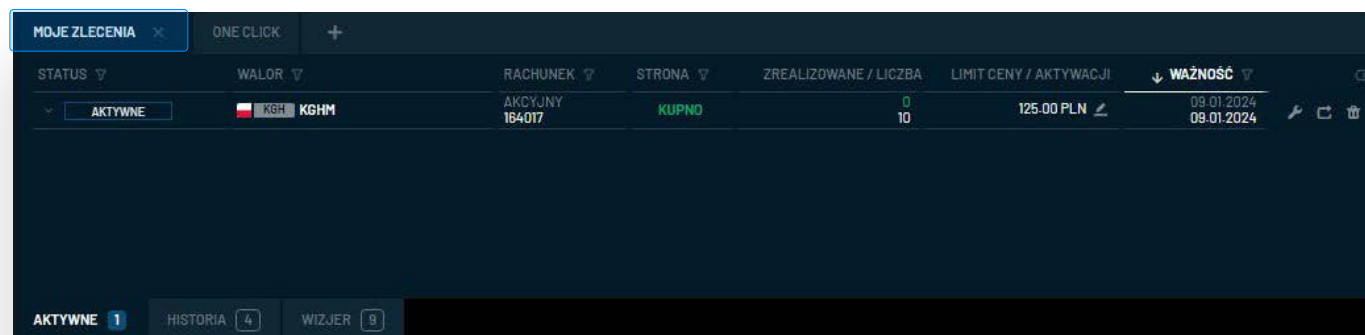 MOJE ZLECENIA ONE CLICK +
STATUS WALOR RACHUNEK STRONA ZREALIZOWANE / LICZBA LIMIT CENY / AKTYWACJI WAŻNOŚĆ
AKTYWNE KGH KGHM AKCYJNY 164017 KUPNO 0 10 125.00 PLN 09.01.2024 09.01.2024
AKTYWNE 1 HISTORIA 4 WIZJER 9